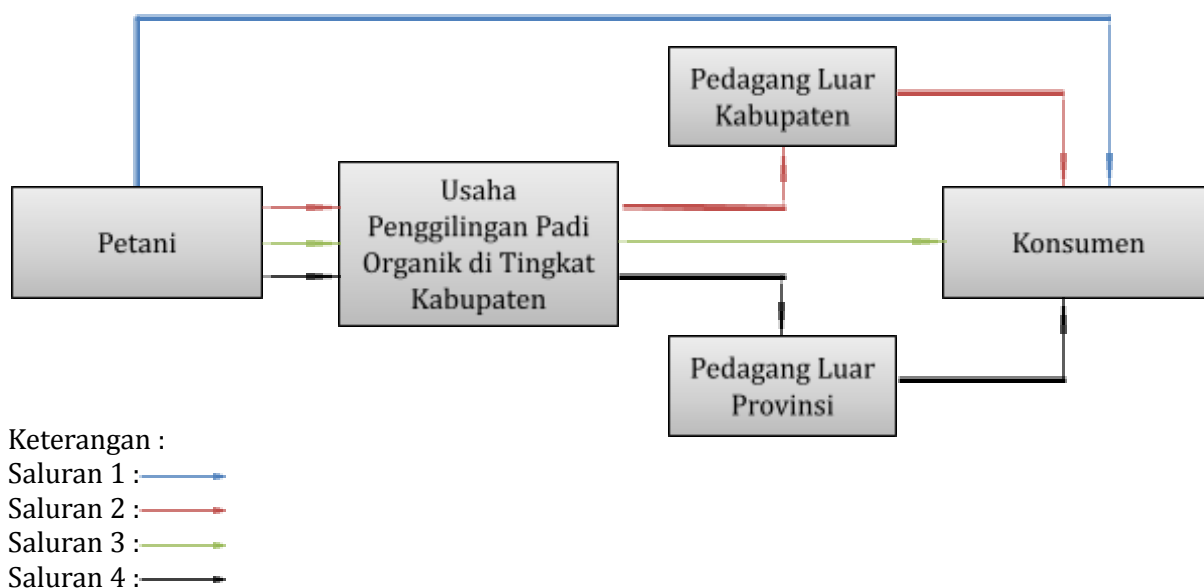 Pedagang Luar
Kabupaten
Petani
Usaha
Penggilingan Padi
Organik di Tingkat
Kabupaten
Konsumen
Pedagang Luar
Provinsi
Keterangan :
Saluran 1 :
Saluran 2 :
Saluran 3 :
Saluran 4 :